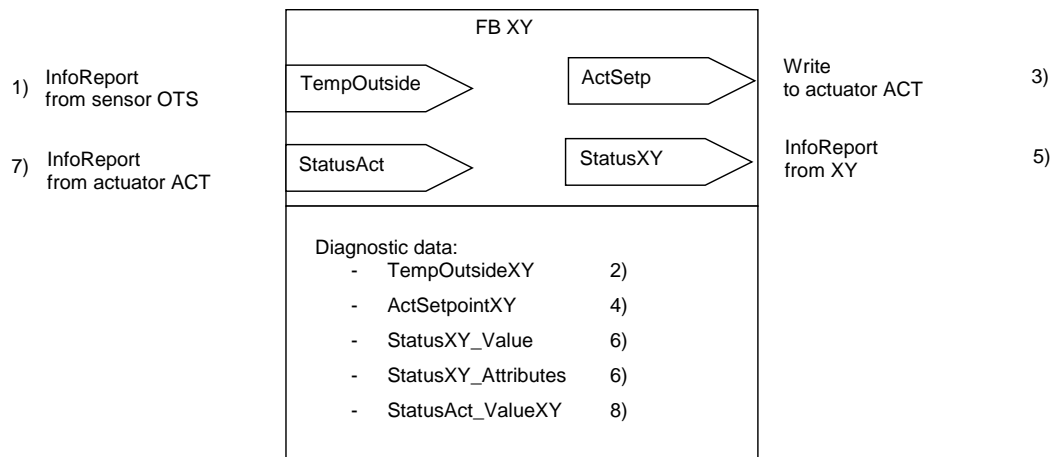 FB XY
1) InfoReport
from sensor OTS
TempOutside
ActSetp
Write
to actuator ACT
3)
7) InfoReport
from actuator ACT
StatusAct
StatusXY
InfoReport
from XY
5)
Diagnostic data:
- TempOutsideXY 2)
- ActSetpointXY 4)
- StatusXY_Value 6)
- StatusXY_Attributes 6)
- StatusAct_ValueXY 8)